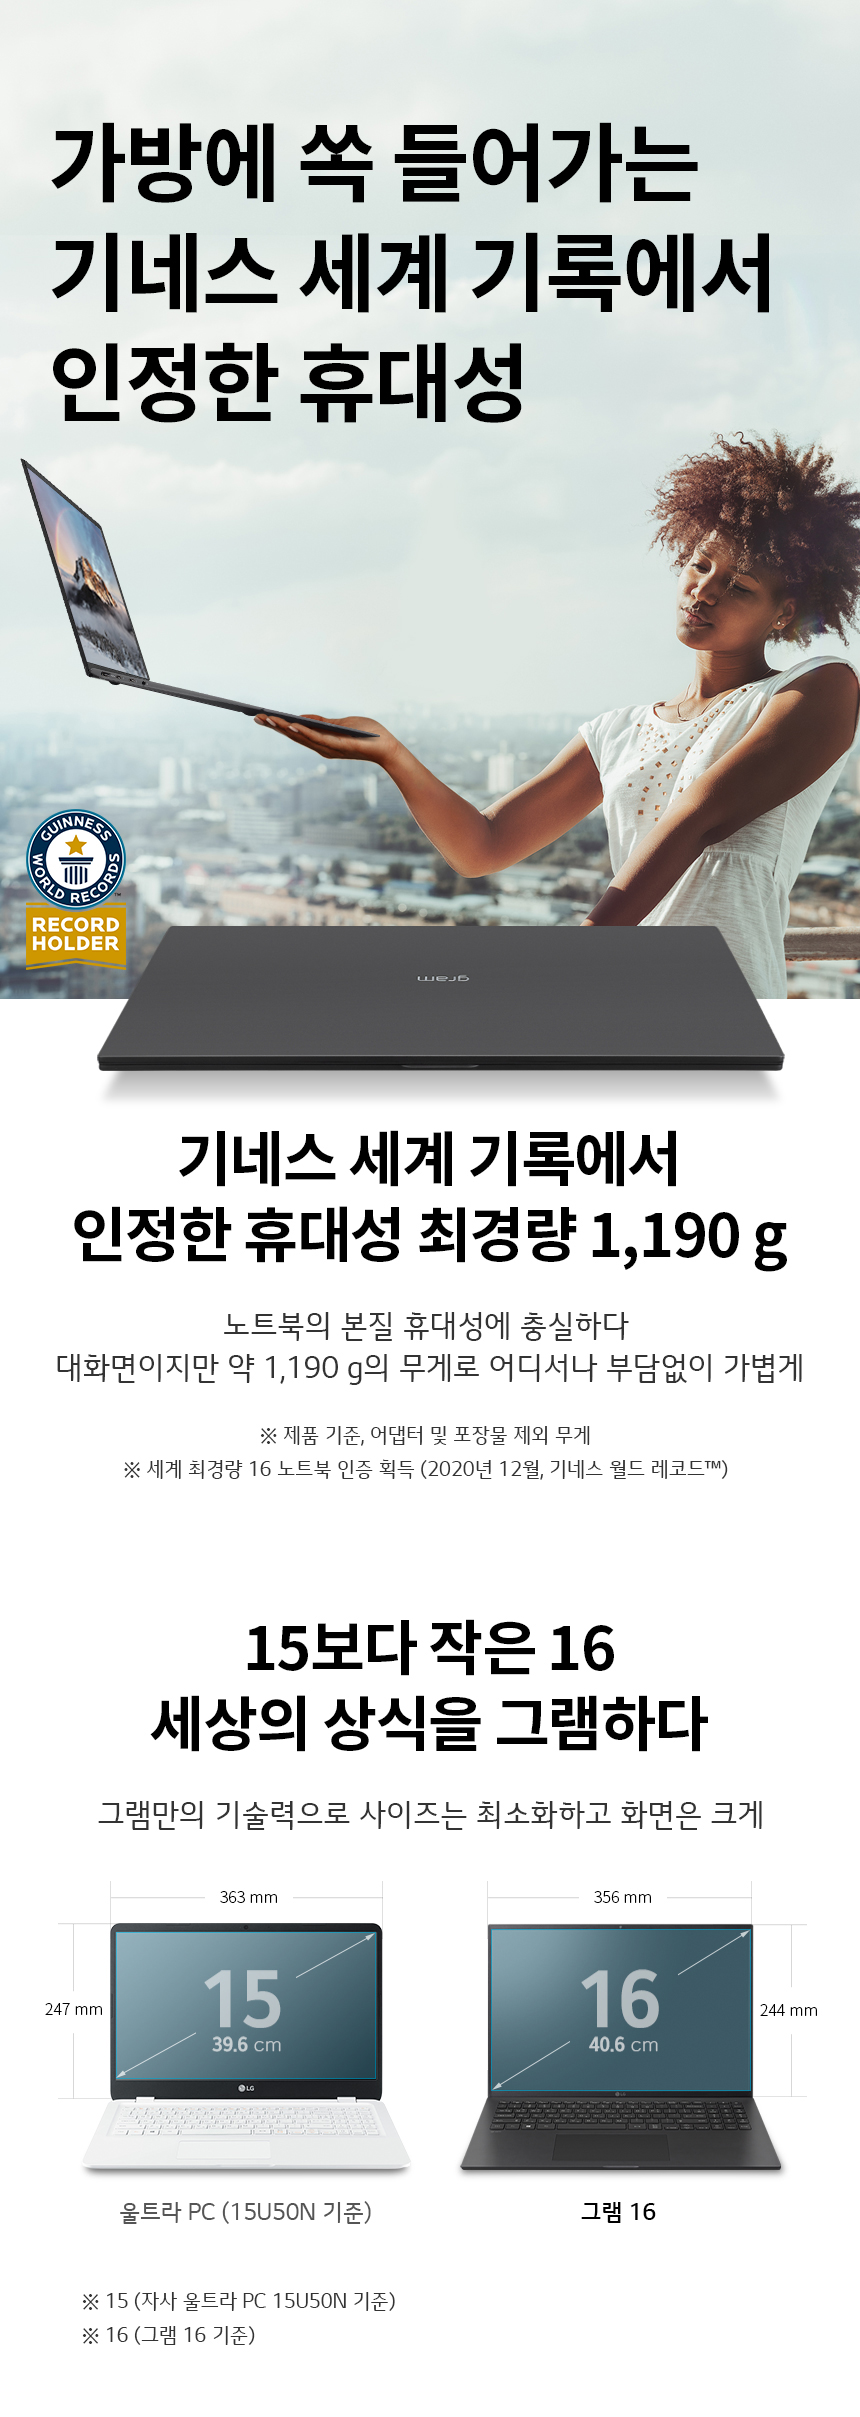 가방에 쏙 들어가는
기네스 세계 기록에서
인정한 휴대성
GUINNESS
WORLD RECORDS™
RECORD
HOLDER
gram
기네스 세계 기록에서
인정한 휴대성 최경량 1,190 g
노트북의 본질 휴대성에 충실하다
대화면이지만 약 1,190 g의 무게로 어디서나 부담없이 가볍게
※ 제품 기준, 어댑터 및 포장물 제외 무게
※ 세계 최경량 16 노트북 인증 획득 (2020년 12월, 기네스 월드 레코드™)
15보다 작은 16
세상의 상식을 그램하다
그램만의 기술력으로 사이즈는 최소화하고 화면은 크게
363 mm
356 mm
247 mm
15
39.6 cm
LG
16
40.6 cm
LG
244 mm
울트라 PC (15U50N 기준)
그램 16
※ 15 (자사 울트라 PC 15U50N 기준)
※ 16 (그램 16 기준)